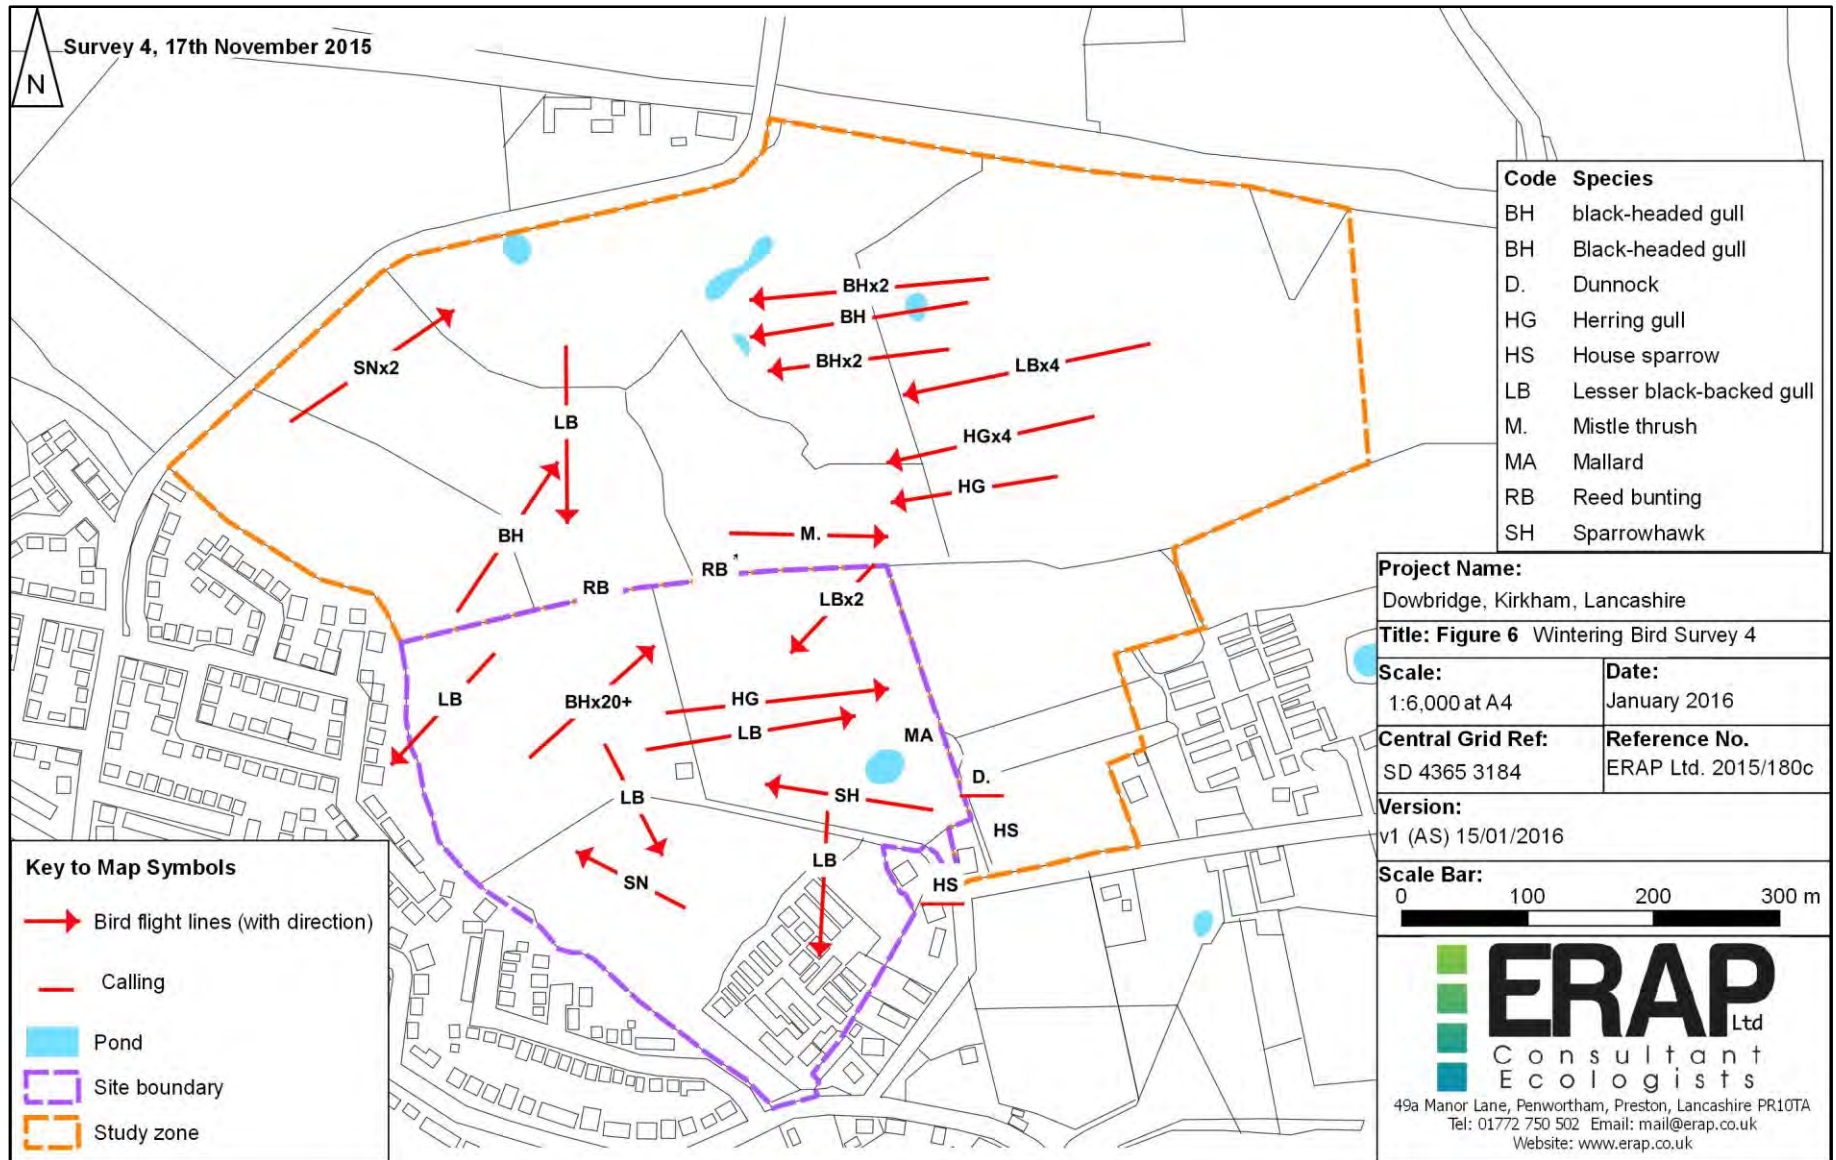 Survey 4, 17th November 2015
N
Code Species
BH black-headed gull
BH Black-headed gull
D. Dunnock
HG Herring gull
HS House sparrow
LB Lesser black-backed gull
M. Mistle thrush
MA Mallard
RB Reed bunting
SH Sparrowhawk
BHx2
BH
BHx2
SNx2
LBx4
LB
HGx4
HG
BH
M.
RB
RB *
LBx2
LB
BHx20+
HG
LB
MA
D.
LB
SH
HS
LB
SN
HS
Project Name:
Dowbridge, Kirkham, Lancashire
Title: Figure 6 Wintering Bird Survey 4
Scale:
1:6,000 at A4
Date:
January 2016
Central Grid Ref:
SD 4365 3184
Reference No.
ERAP Ltd. 2015/180c
Version:
v1 (AS) 15/01/2016
Scale Bar:
0 100 200 300 m
ERAP Ltd
Consultant
Ecologists
49a Manor Lane, Penwortham, Preston, Lancashire PR10TA
Tel: 01772 750 502 Email: mail@erap.co.uk
Website: www.erap.co.uk
Key to Map Symbols
Bird flight lines (with direction)
Calling
Pond
Site boundary
Study zone